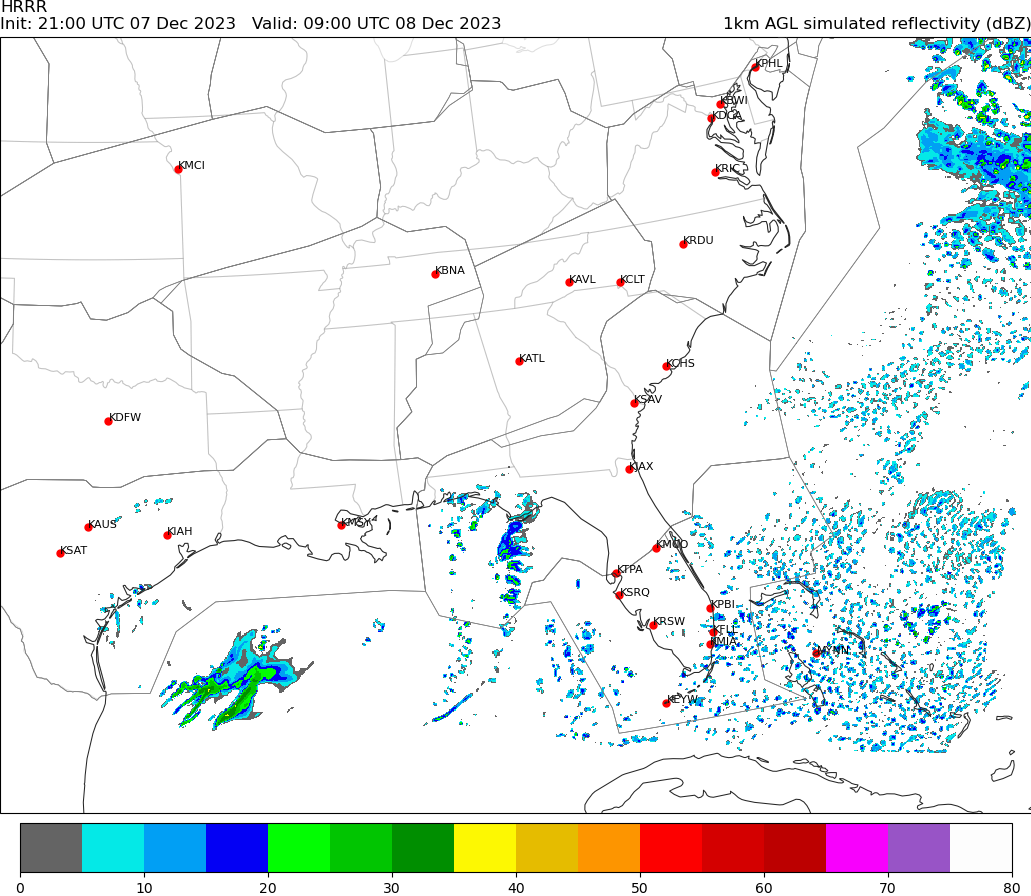 HRRR
Init: 21:00 UTC 07 Dec 2023   Valid: 09:00 UTC 08 Dec 2023   1km AGL simulated reflectivity (dBZ)
KPHL
KBWI
KDCA
KMCI
KRIC
KRDU
KBNA
KAVL
KCLT
KATL
KCHS
KSAV
KDFW
KJAX
KAUS
KMSY
KIAH
KSAT
KMCO
KTPA
KSRQ
KPBI
KRSW
KFLL
KMIA
MYNN
KEYW
0 10 20 30 40 50 60 70 80